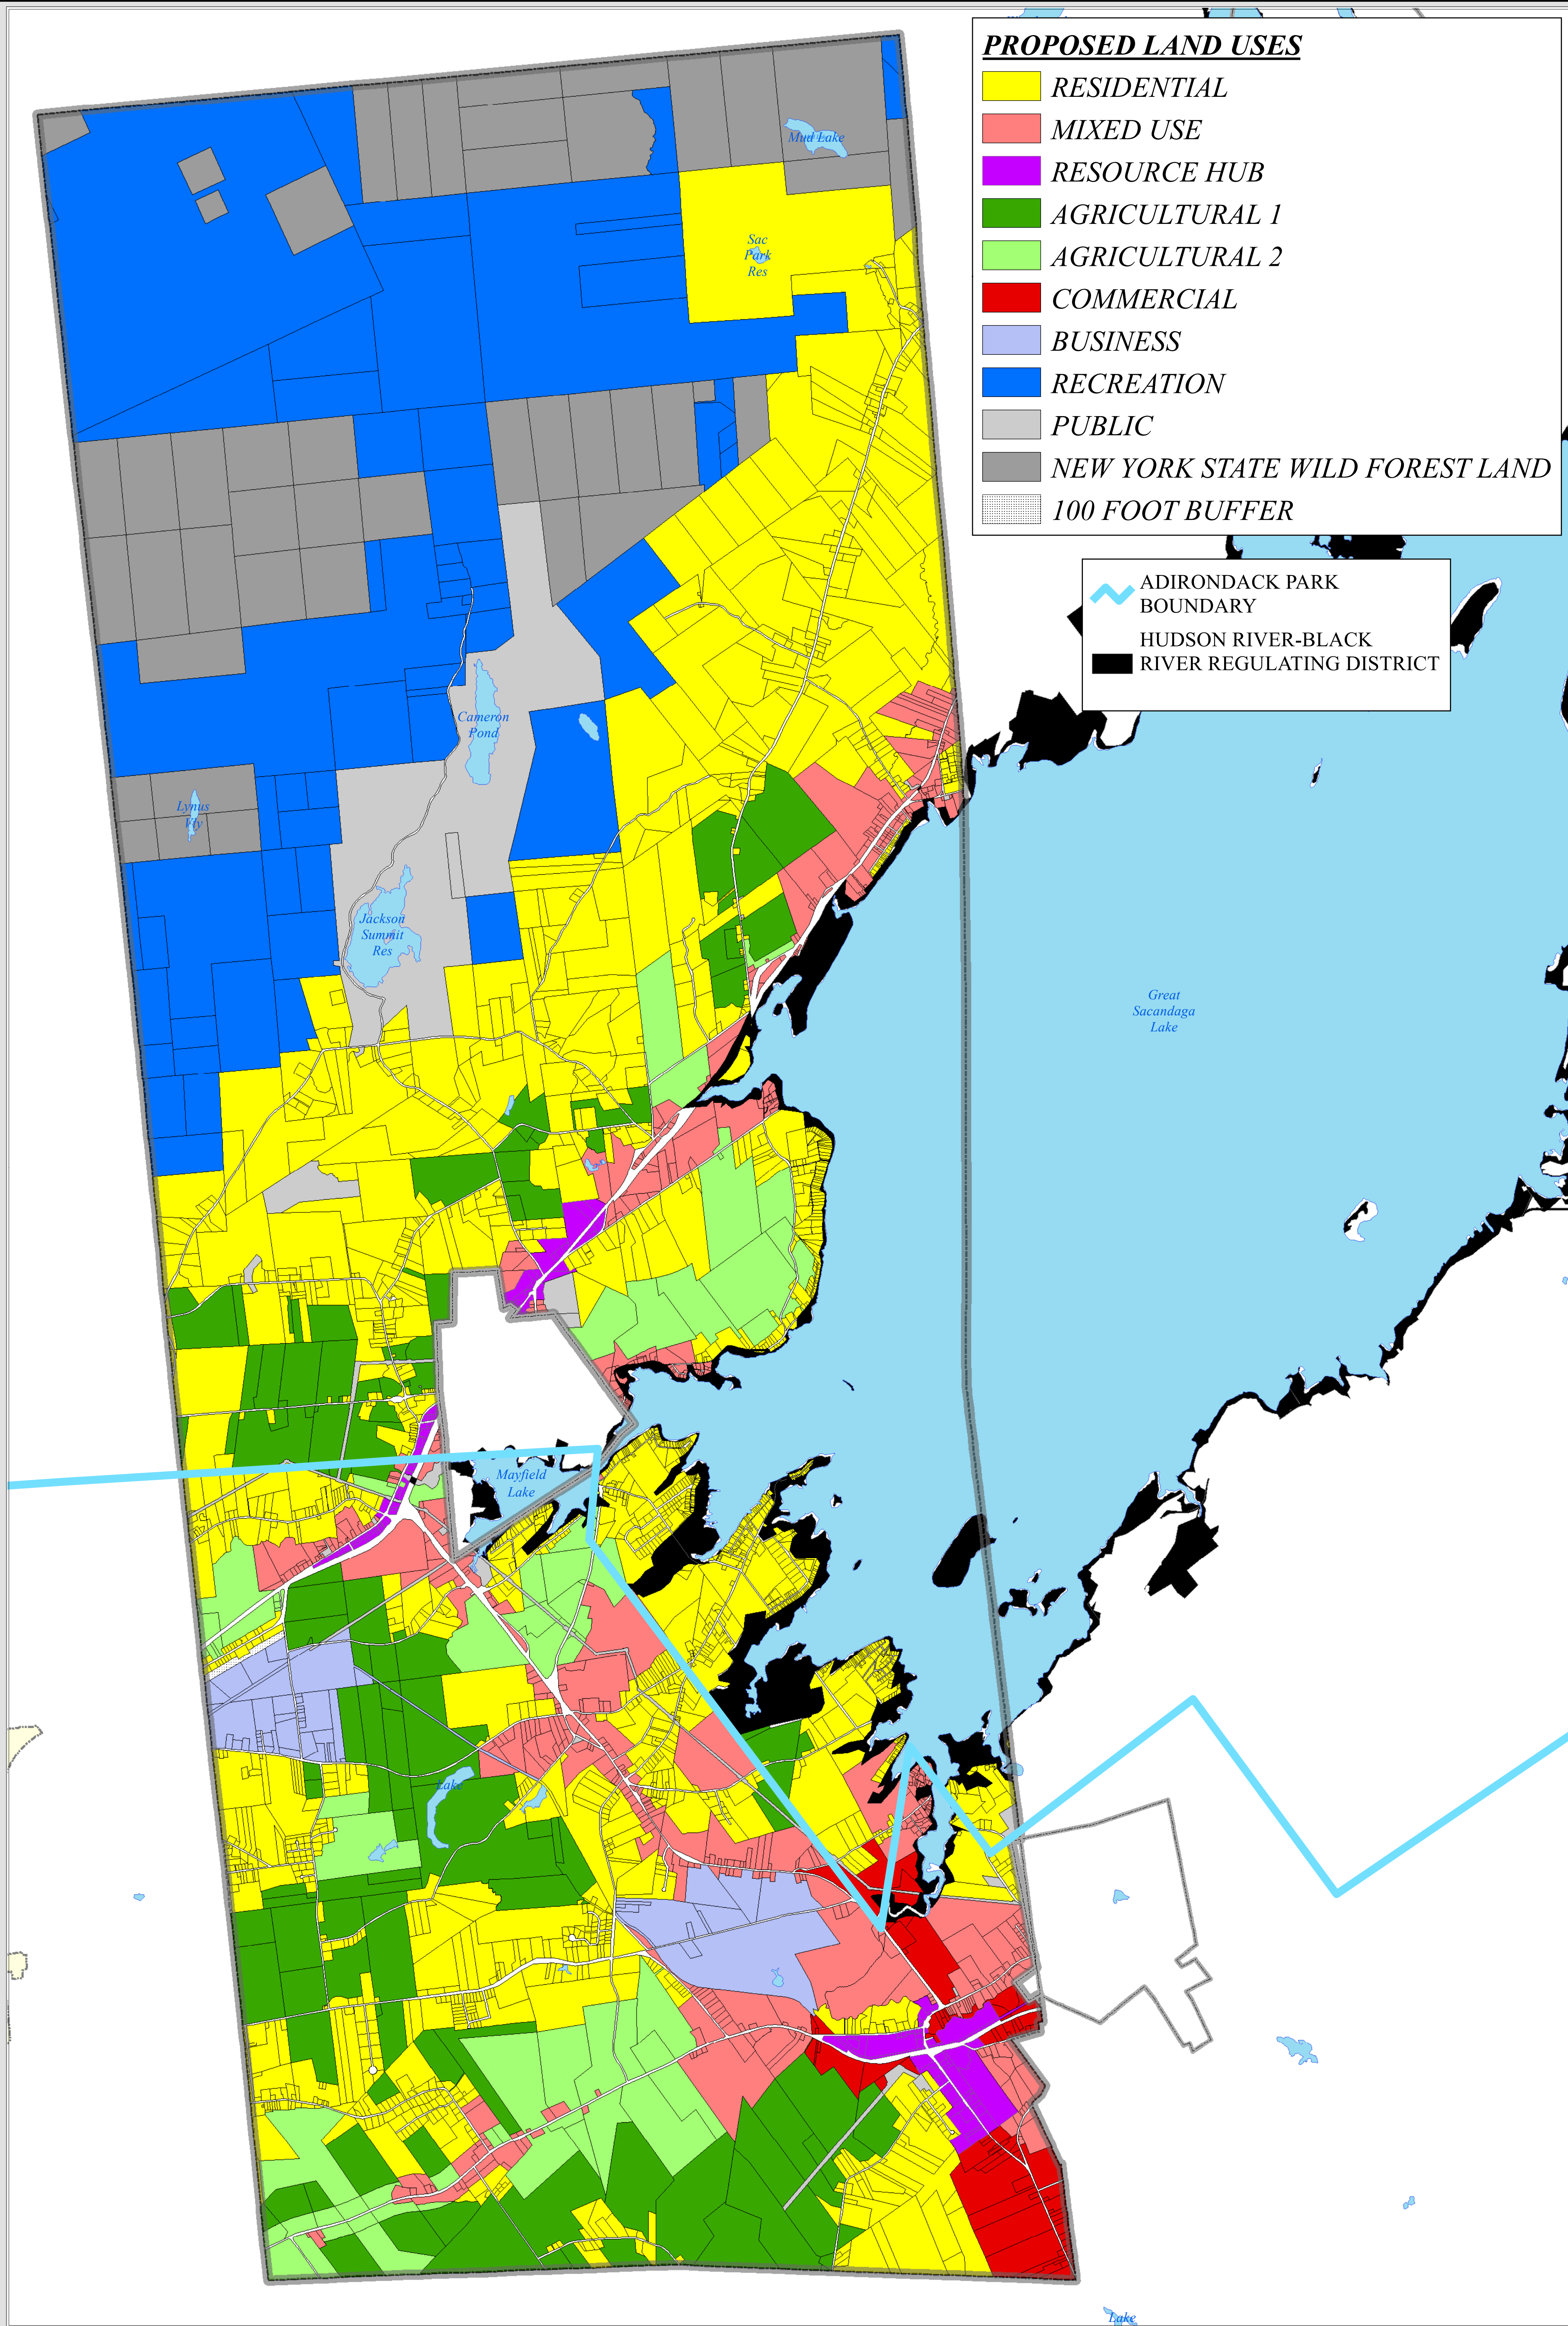 PROPOSED LAND USES
RESIDENTIAL
MIXED USE
RESOURCE HUB
AGRICULTURAL 1
AGRICULTURAL 2
COMMERCIAL
BUSINESS
RECREATION
PUBLIC
NEW YORK STATE WILD FOREST LAND
100 FOOT BUFFER
ADIRONDACK PARK
BOUNDARY
HUDSON RIVER-BLACK
RIVER REGULATING DISTRICT
Mud Lake
Sac
Park
Res
Cameron
Pond
Lynus
Vly
Jackson
Summit
Res
Great
Sacandaga
Lake
Mayfield
Lake
Lake
Lake